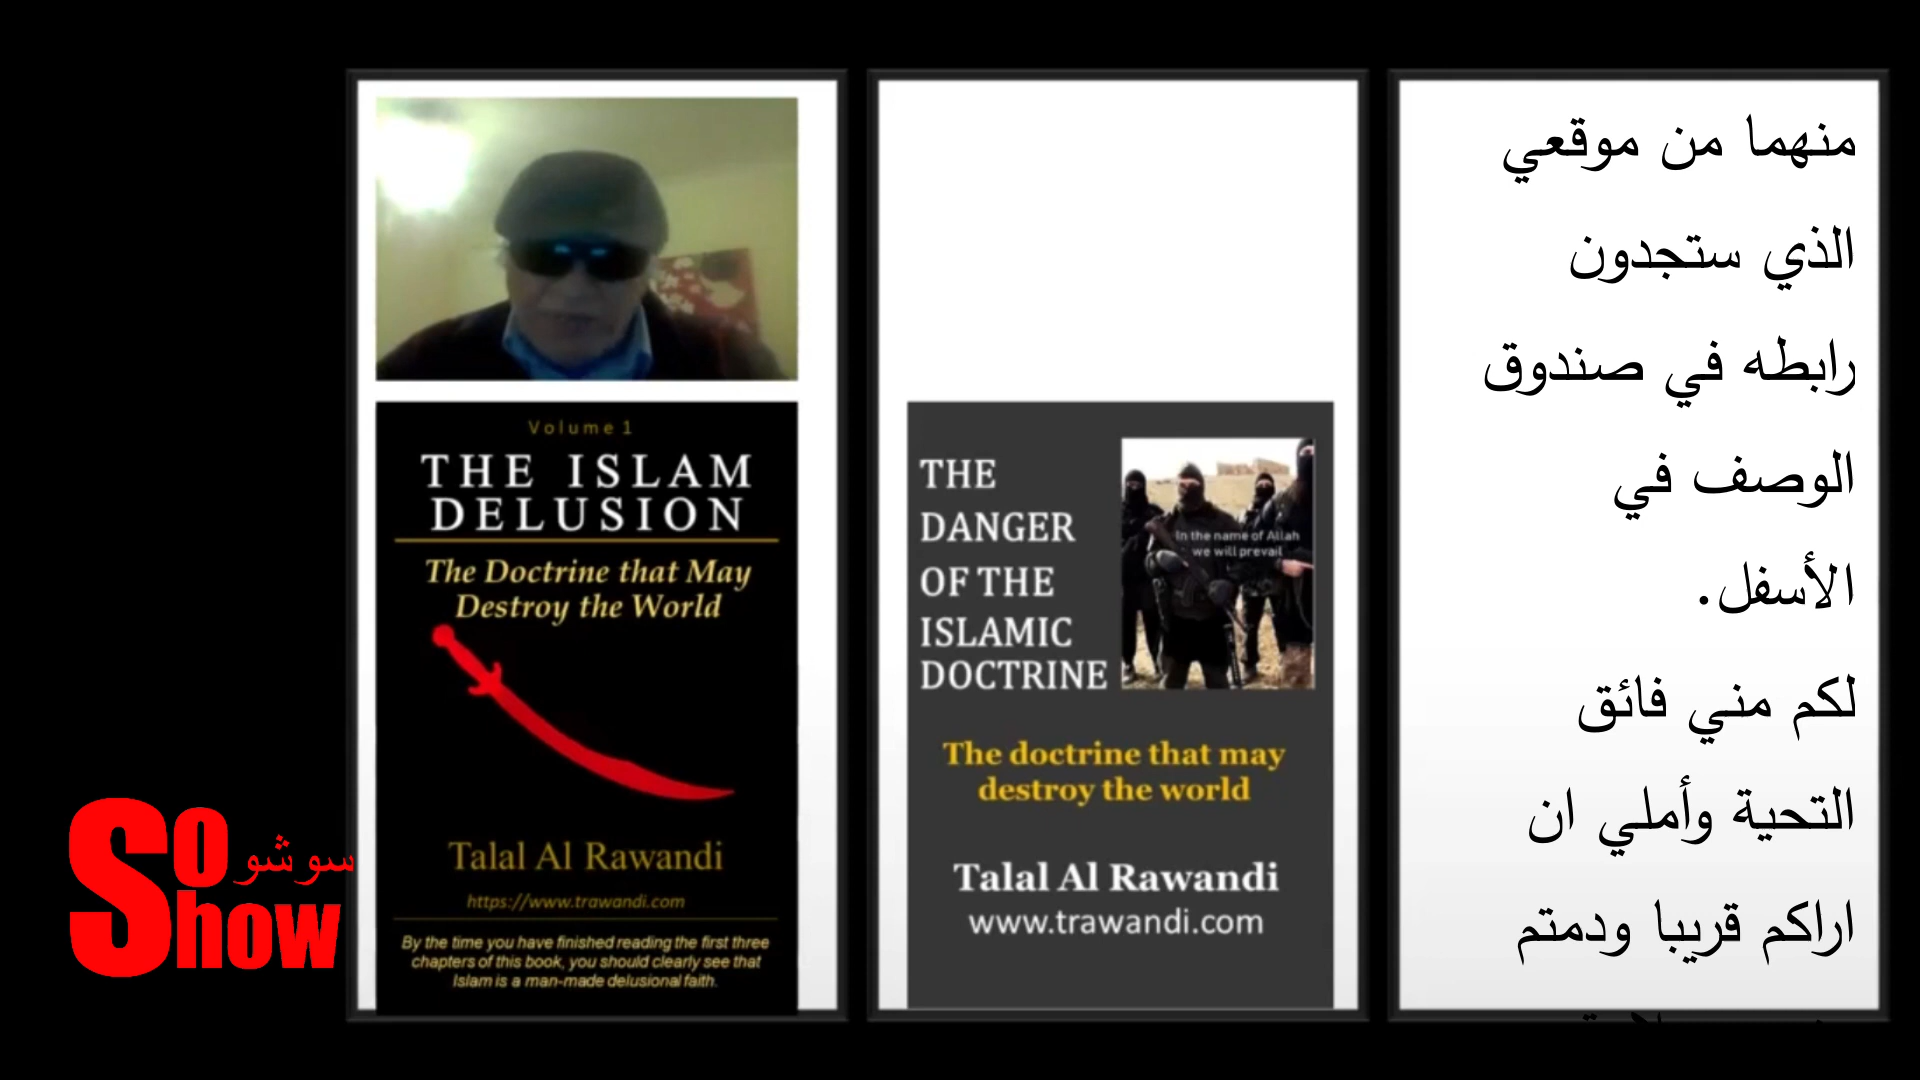 Volume 1
THE ISLAM
DELUSION
The Doctrine that May
Destroy the World
Talal Al Rawandi
https://www.trawandi.com
By the time you have finished reading the first three
chapters of this book, you should clearly see that
Islam is a man-made delusional faith.
THE
DANGER
OF THE
ISLAMIC
DOCTRINE
In the name of Allah
we will prevail
The doctrine that may
destroy the world
Talal Al Rawandi
www.trawandi.com
منهما من موقعي
الذي ستجدون
رابطه في صندوق
الوصف في
الأسفل.
لكم مني فائق
التحية وأملي ان
اراكم قريبا ودمتم
So سو شو
Show